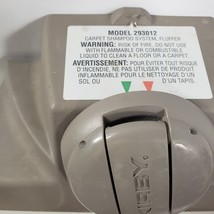 MODEL 293012
CARPET SHAMPOO SYSTEM/FLUFFER
WARNING: RISK OF FIRE. DO NOT USE
WITH FLAMMABLE OR COMBUSTIBLE
LIQUID TO CLEAN A FLOOR OR A CARPET.
AVERTISSEMENT: POUR ÉVITER TOUT RISQUE
D'INCENDIE, NE PAS UTILISER DE PRODUIT
INFLAMMABLE POUR LE NETTOYAGE D'UN
SOL OU D'UN TAPIS.